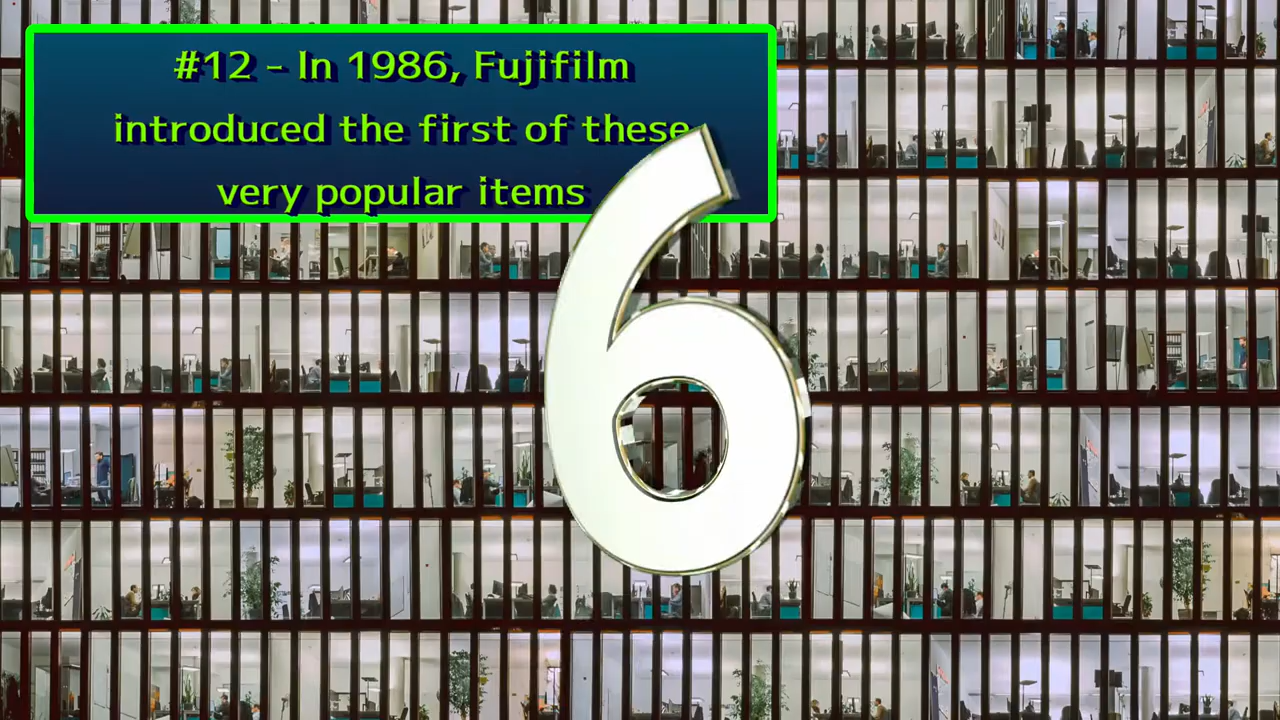 #12 - In 1986, Fujifilm
introduced the first of these
very popular items
6